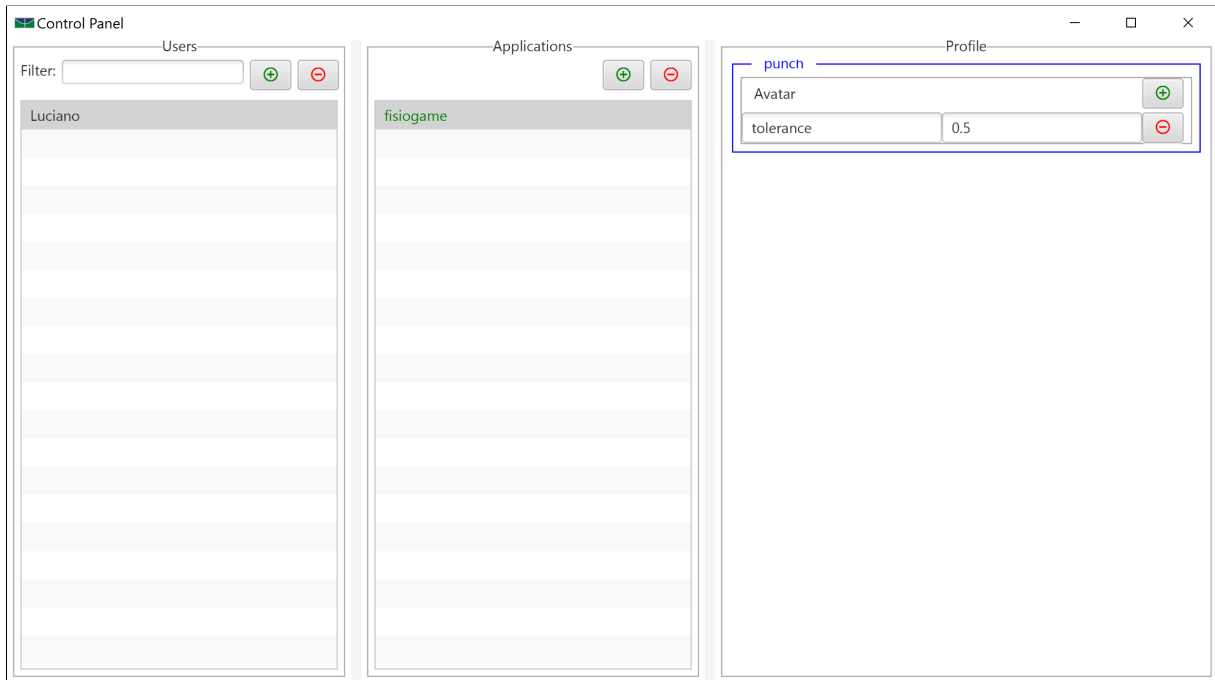 Control Panel
Users
Filter:
Luciano
Applications
fisiogame
Profile
punch
Avatar
tolerance 0.5